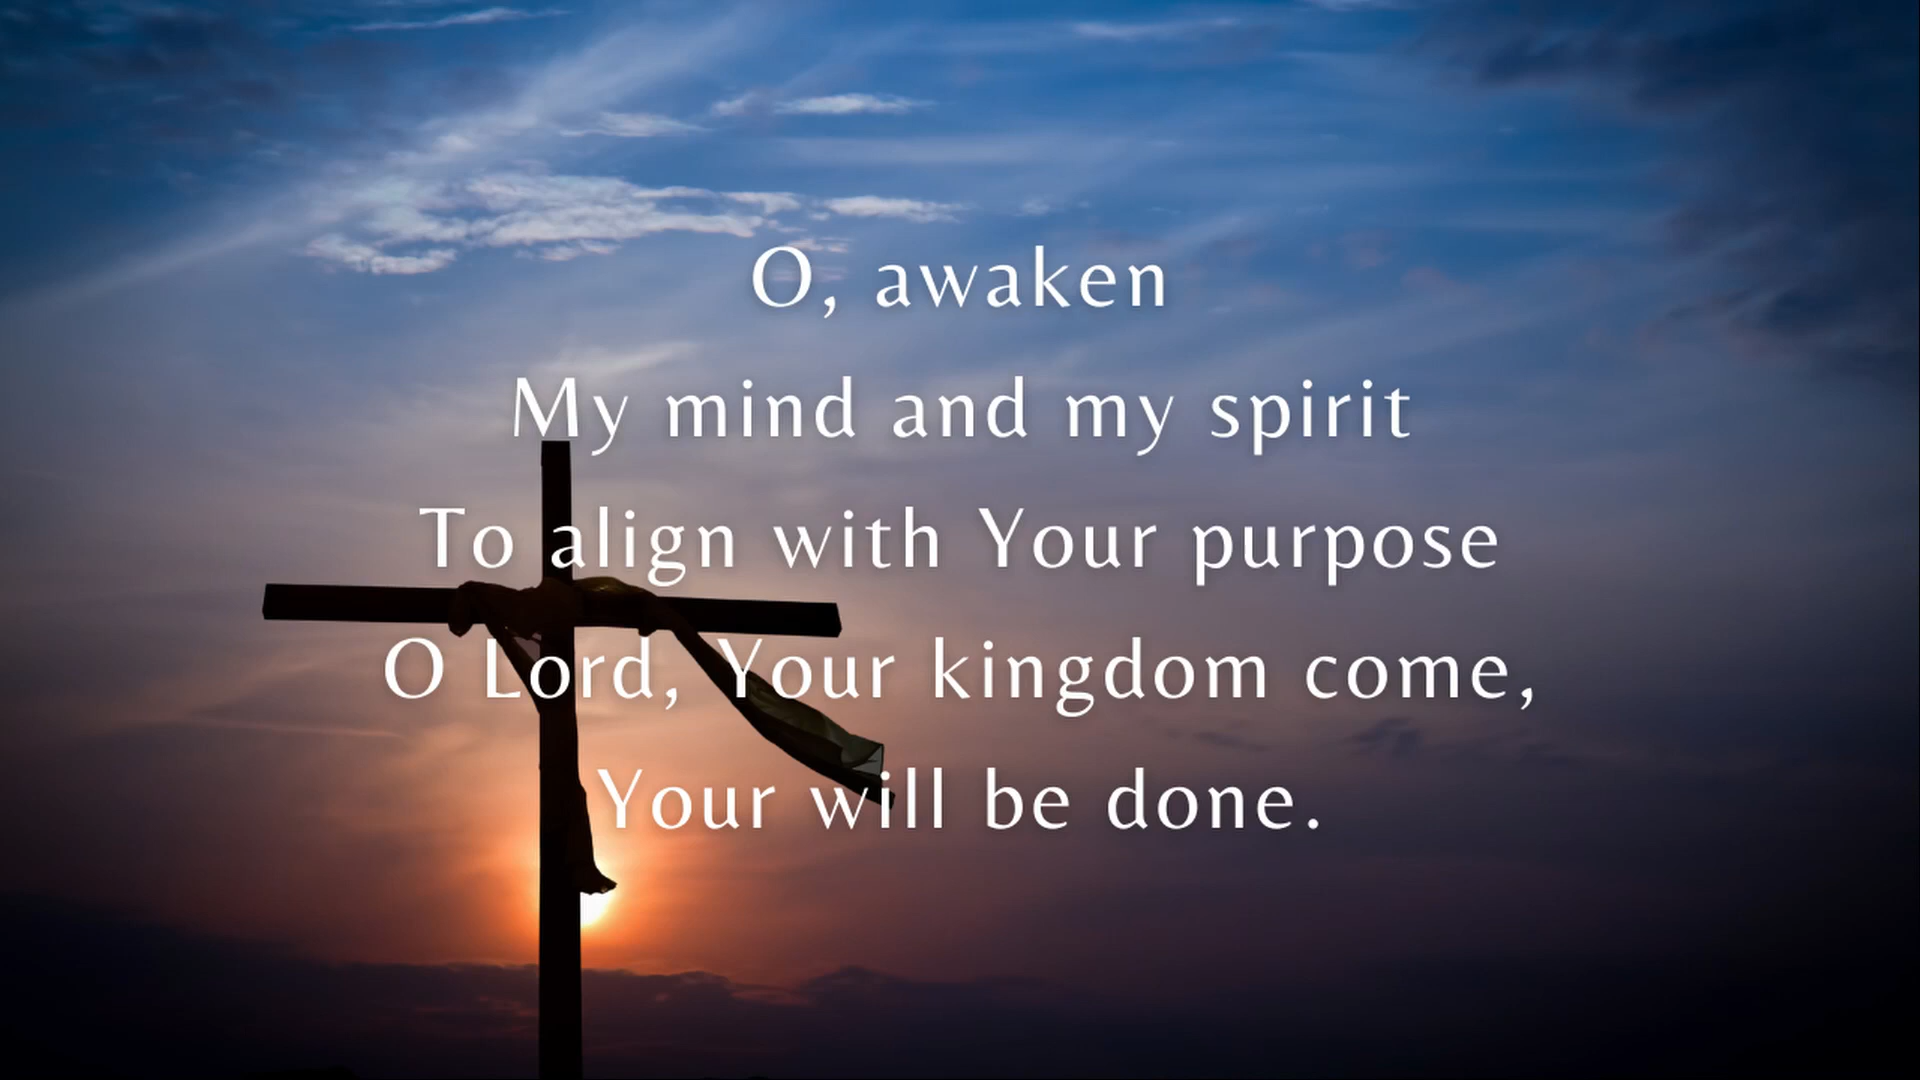 O, awaken
My mind and my spirit
To align with Your purpose
O Lord, Your kingdom come,
Your will be done.